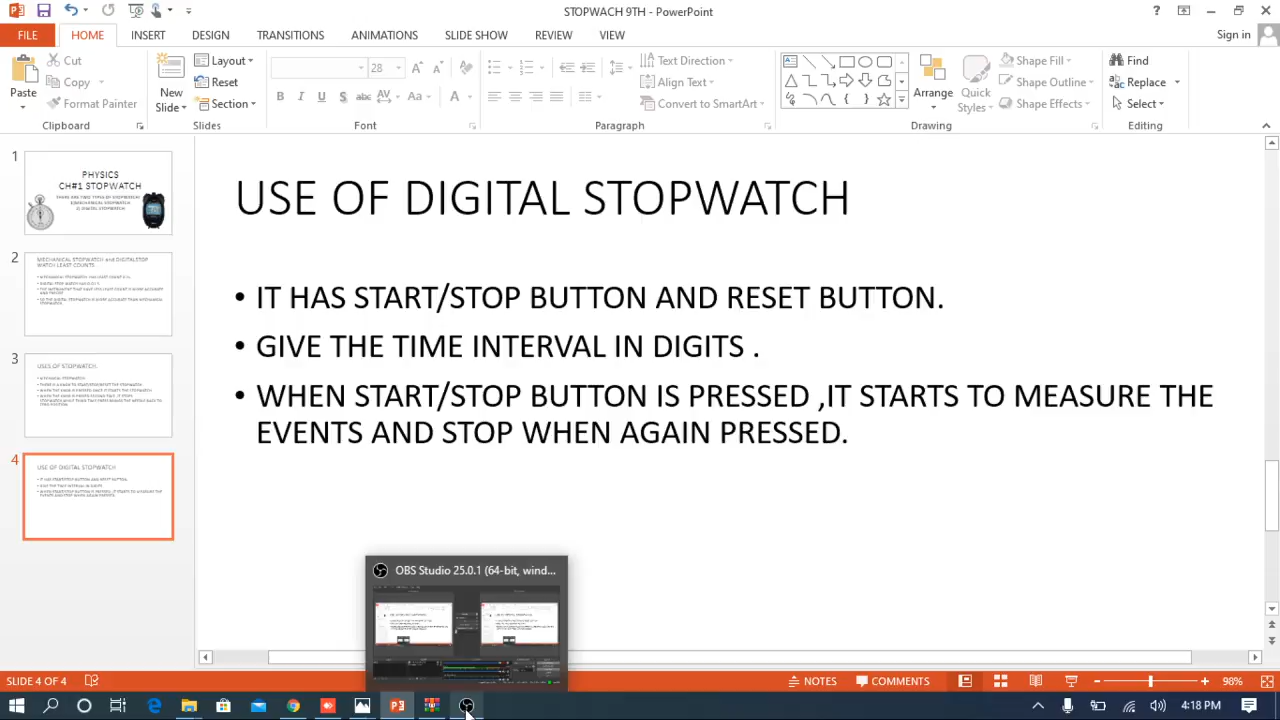 STOPWACH 9TH - PowerPoint
Sign in
FILE HOME INSERT DESIGN TRANSITIONS ANIMATIONS SLIDE SHOW REVIEW VIEW
Paste
Cut
Copy
Format Painter
Clipboard
New
Slide
Layout
Reset
Slides
28
Font
Text Direction
Align Text
Convert to SmartArt
Paragraph
Arrange
Styles
Shape Fill
Shape Outline
Shape Effects
Drawing
Find
Replace
Select
Editing
1
PHYSICS
CH#1 STOPWATCH
2
3
USES OF STOPWATCH
4
USE OF DIGITAL STOPWATCH
USE OF DIGITAL STOPWATCH
• IT HAS START/STOP BUTTON AND RESET BUTTON.
• GIVE THE TIME INTERVAL IN DIGITS .
• WHEN START/STOP BUTTON IS PRESSED ,IT STARTS TO MEASURE THE
EVENTS AND STOP WHEN AGAIN PRESSED.
OBS Studio 25.0.1 (64-bit, wind...
SLIDE 4 OF 4
NOTES
4:18 PM